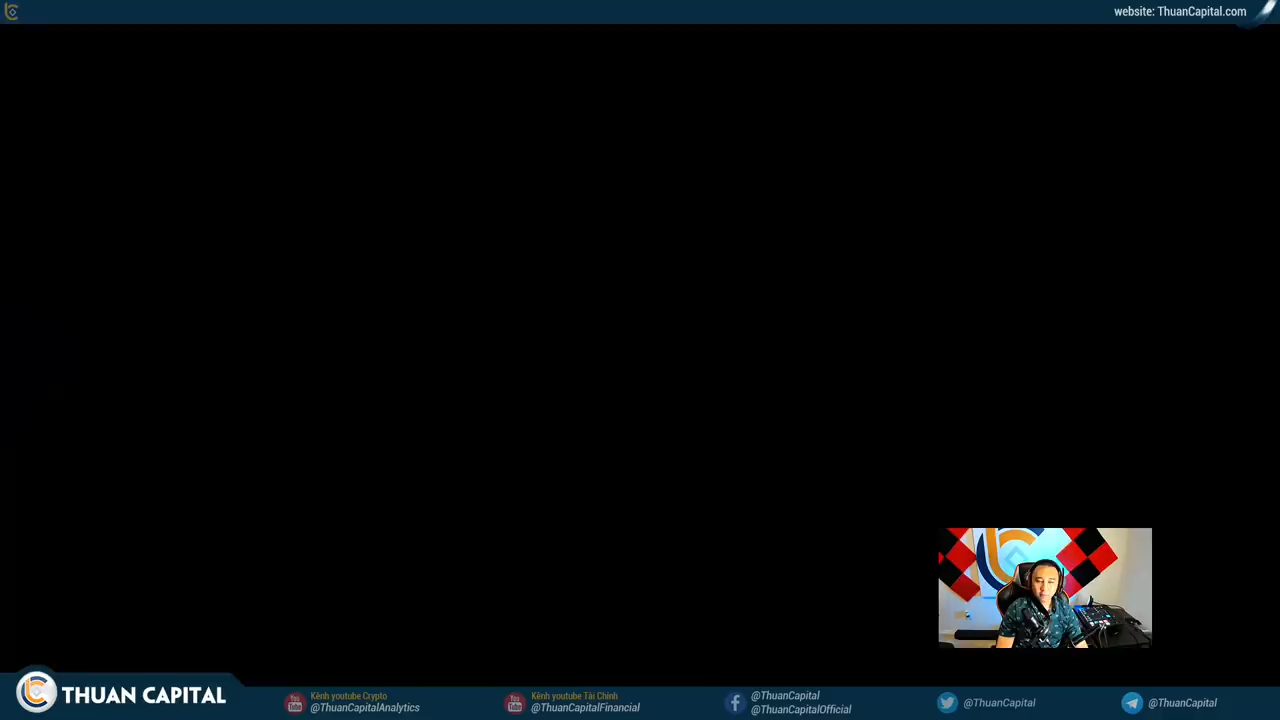 website: ThuanCapital.com
THUAN CAPITAL
Kênh youtube Crypto
@ThuanCapitalAnalytics
Kênh youtube Tài Chính
@ThuanCapitalFinancial
@ThuanCapital
@ThuanCapitalOfficial
@ThuanCapital
@ThuanCapital